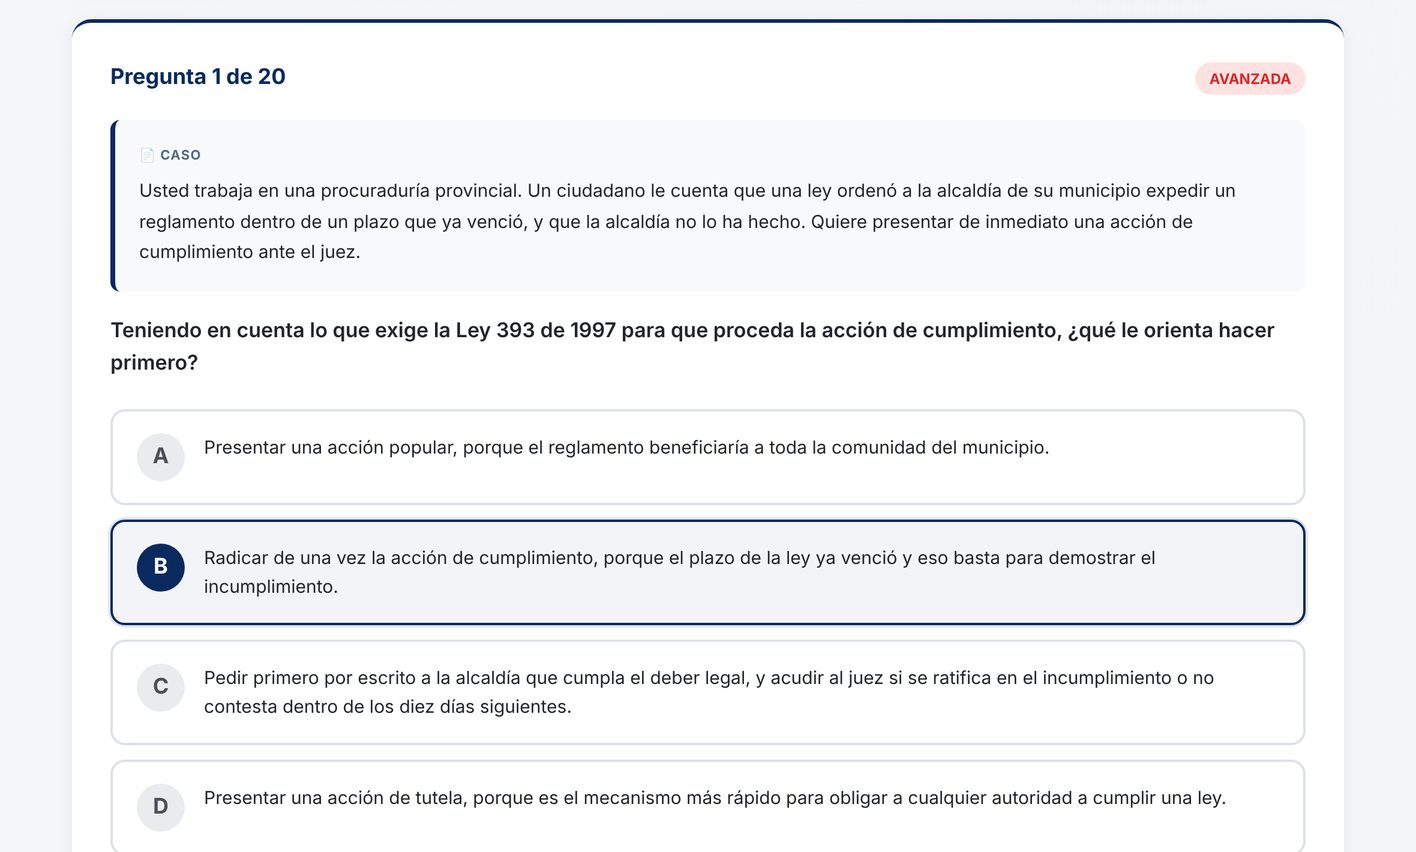 Pregunta 1 de 20
AVANZADA
CASO
Usted trabaja en una procuraduría provincial. Un ciudadano le cuenta que una ley ordenó a la alcaldía de su municipio expedir un
reglamento dentro de un plazo que ya venció, y que la alcaldía no lo ha hecho. Quiere presentar de inmediato una acción de
cumplimiento ante el juez.
Teniendo en cuenta lo que exige la Ley 393 de 1997 para que proceda la acción de cumplimiento, ¿qué le orienta hacer
primero?
A
Presentar una acción popular, porque el reglamento beneficiaría a toda la comunidad del municipio.
B
Radicar de una vez la acción de cumplimiento, porque el plazo de la ley ya venció y eso basta para demostrar el
incumplimiento.
C
Pedir primero por escrito a la alcaldía que cumpla el deber legal, y acudir al juez si se ratifica en el incumplimiento o no
contesta dentro de los diez días siguientes.
D
Presentar una acción de tutela, porque es el mecanismo más rápido para obligar a cualquier autoridad a cumplir una ley.